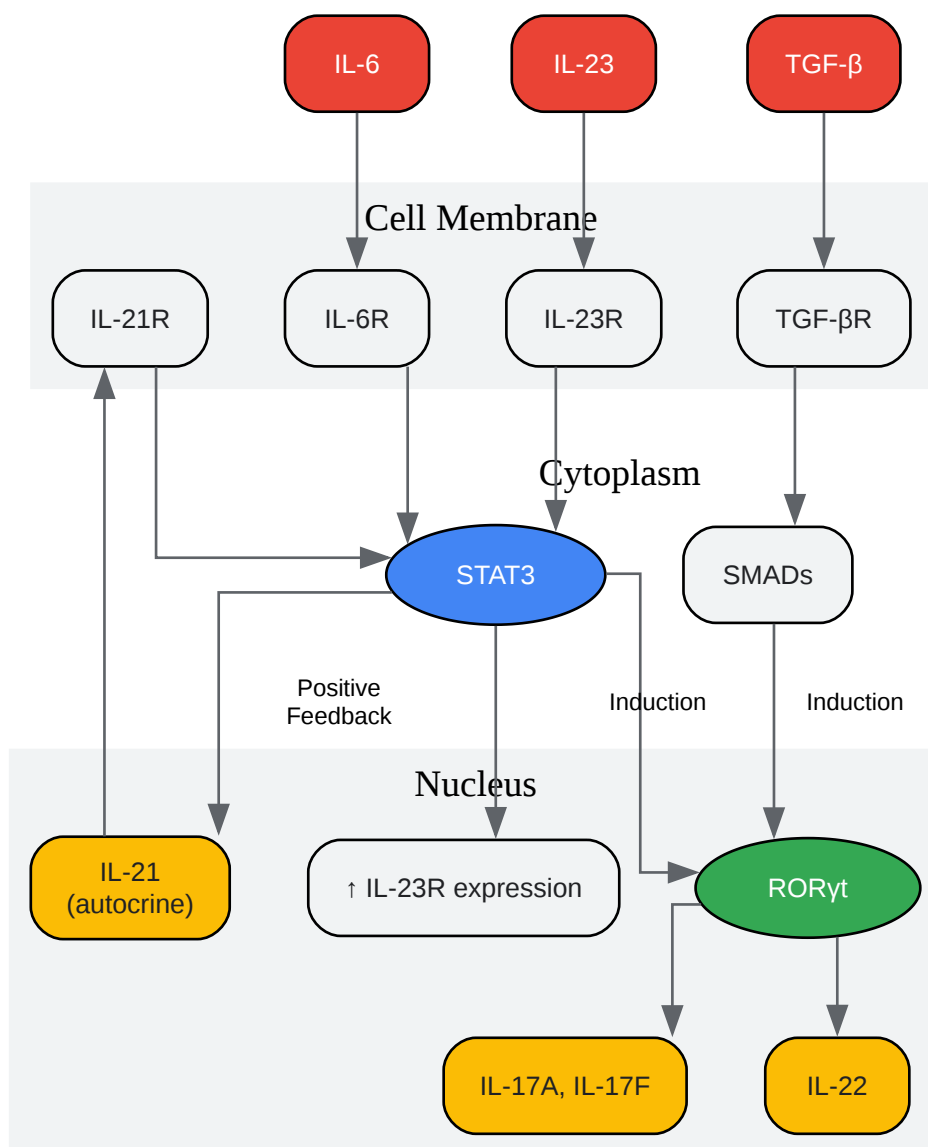 IL-6
IL-23
TGF-β
Cell Membrane
IL-21R
IL-6R
IL-23R
TGF-βR
Cytoplasm
STAT3
SMADs
Positive
Feedback
Induction
Induction
Nucleus
IL-21
(autocrine)
↑ IL-23R expression
RORγt
IL-17A, IL-17F
IL-22